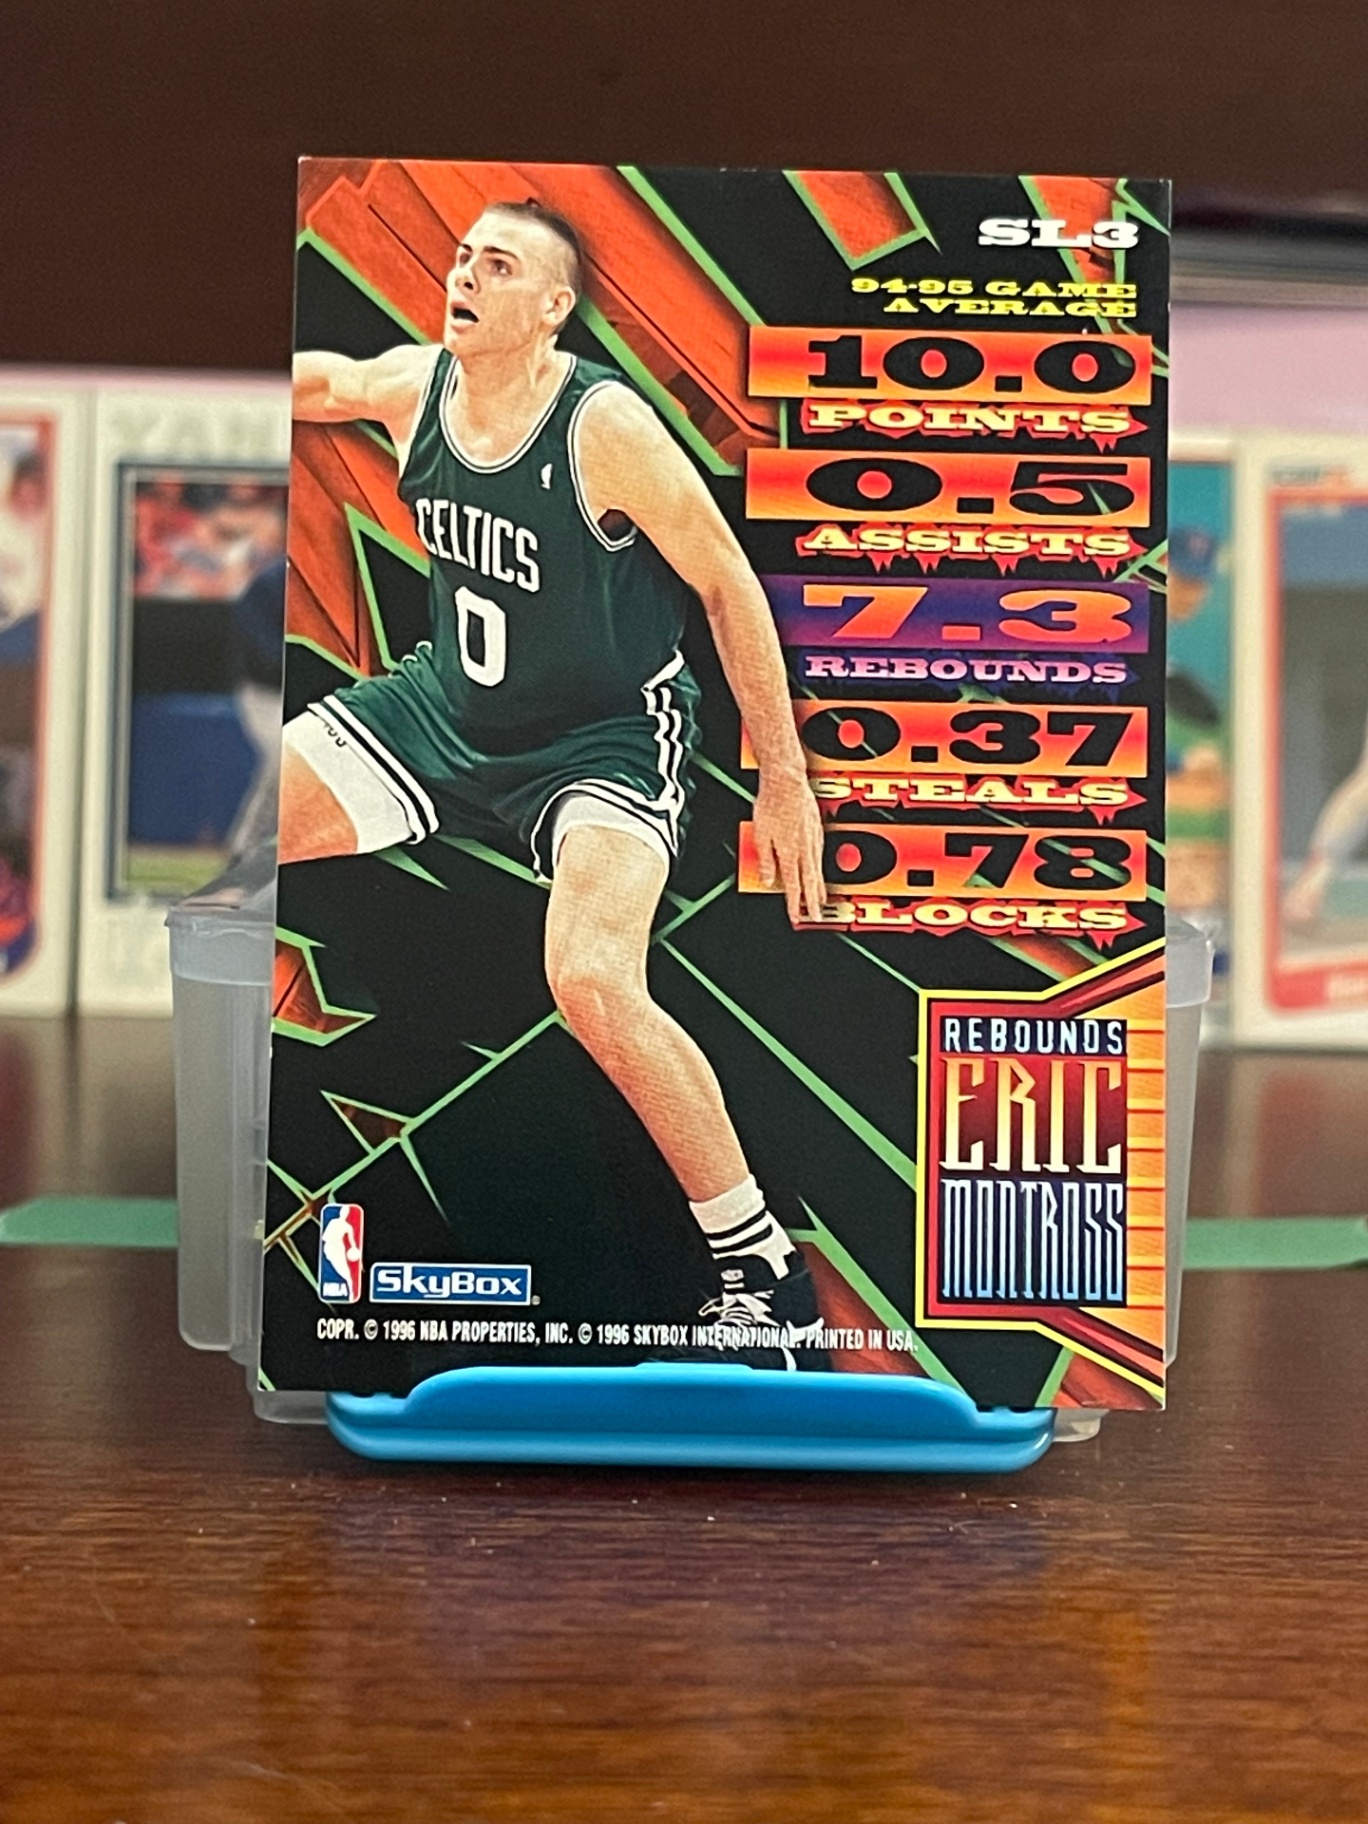 SL3
94-95 GAME
AVERAGE
10.0
POINTS
0.5
ASSISTS
7.3
REBOUNDS
0.37
STEALS
0.78
BLOCKS
CELTICS
0
REBOUNDS
ERIC
MONTROSS
NBA
SKYBOX
COPR. © 1996 NBA PROPERTIES, INC. © 1996 SKYBOX INTERNATIONAL. PRINTED IN USA.